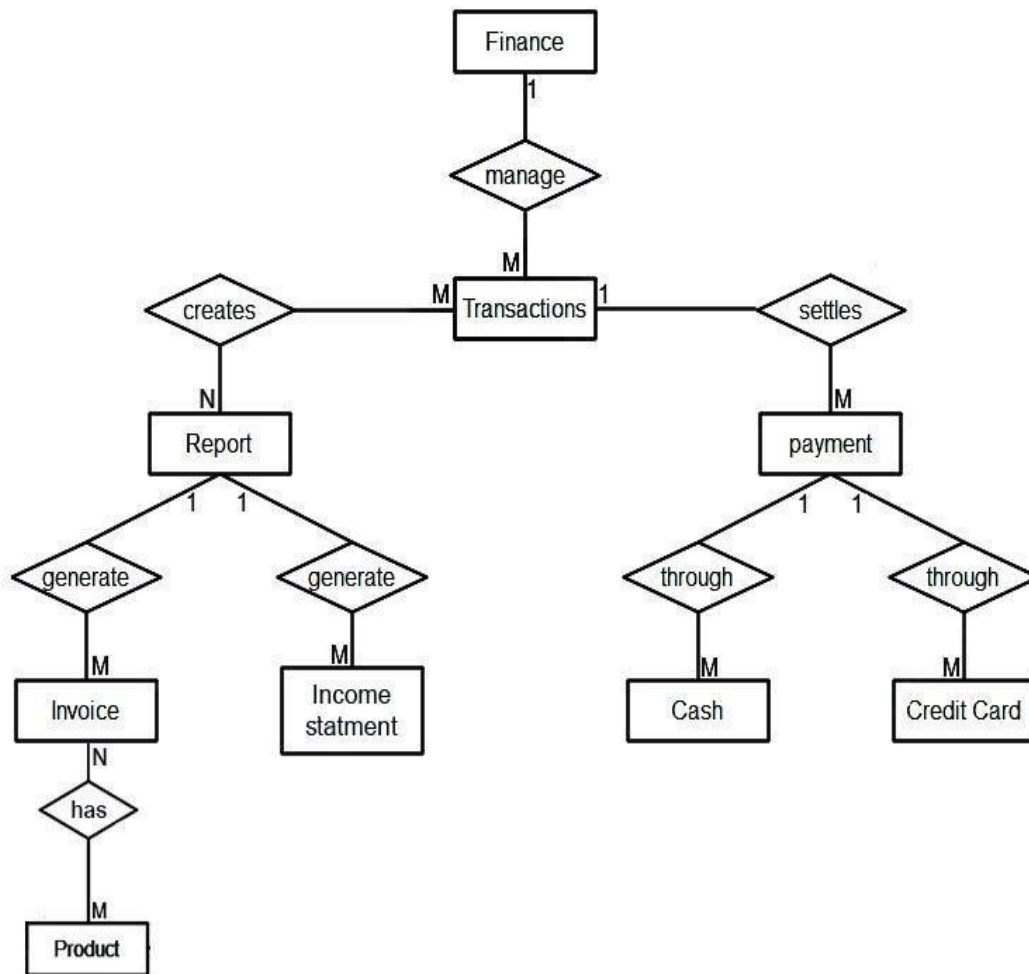 Finance
1
manage
M
creates
M
Transactions
1
settles
N
M
Report
payment
1
1
1
1
generate
generate
through
through
M
M
M
M
Invoice
Income
statment
Cash
Credit Card
N
has
M
Product